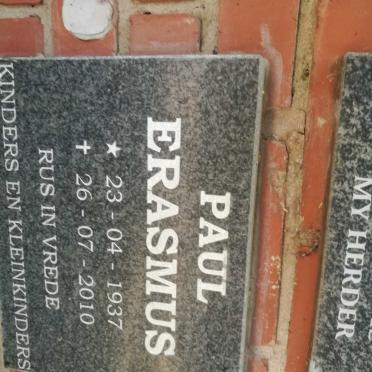 PAUL
ERASMUS
★ 23 - 04 - 1937
✝ 26 - 07 - 2010
RUS IN VREDE
KINDERS EN KLEINKINDERS
MY HERDER